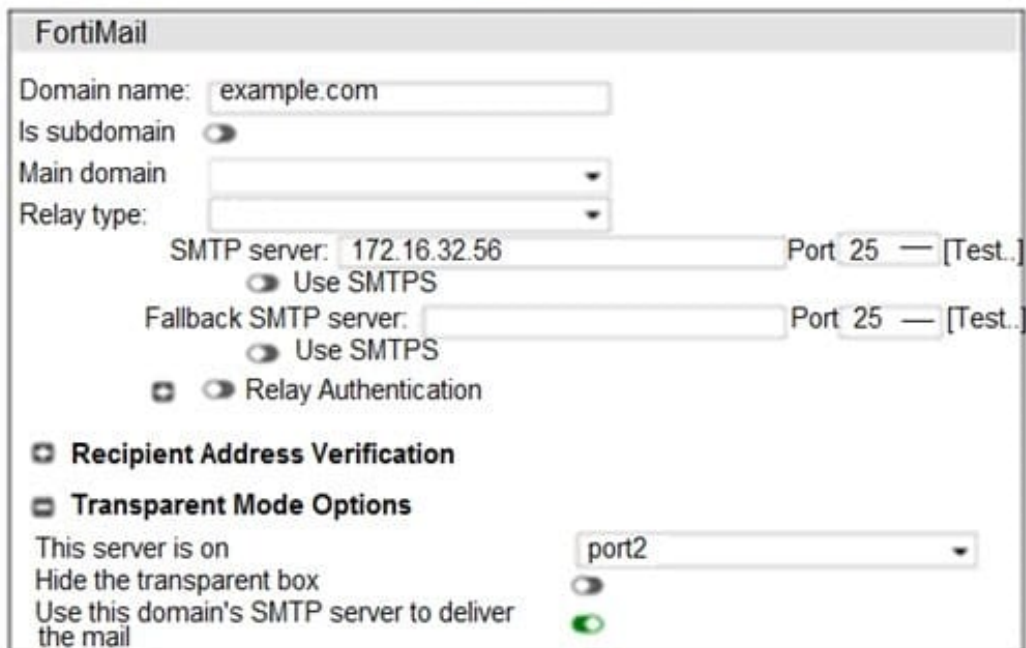 FortiMail
Domain name: example.com
Is subdomain
Main domain
Relay type:
SMTP server: 172.16.32.56 Port 25 [Test..]
Use SMTPS
Fallback SMTP server: Port 25 [Test..]
Use SMTPS
Relay Authentication
Recipient Address Verification
Transparent Mode Options
This server is on port2
Hide the transparent box
Use this domain's SMTP server to deliver
the mail